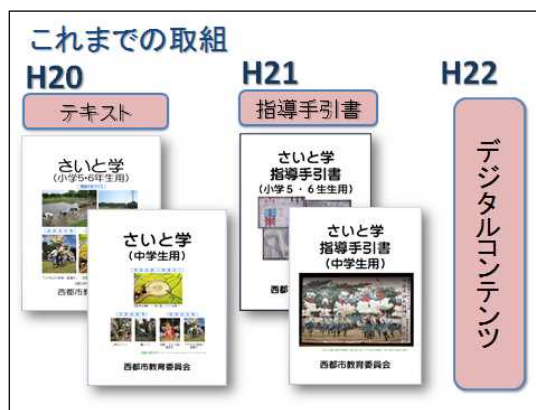 これまでの取組
H20
テキスト
さいと学
(小学5・6年生用)
西都市教
さいと学
(中学生用)
西都市教育委員会
H21
指導手引書
さいと学
指導手引書
(小学5・6生生用)
西都
さいと学
指導手引書
(中学生用)
西都市教育委員会
H22
デジタルコンテンツ